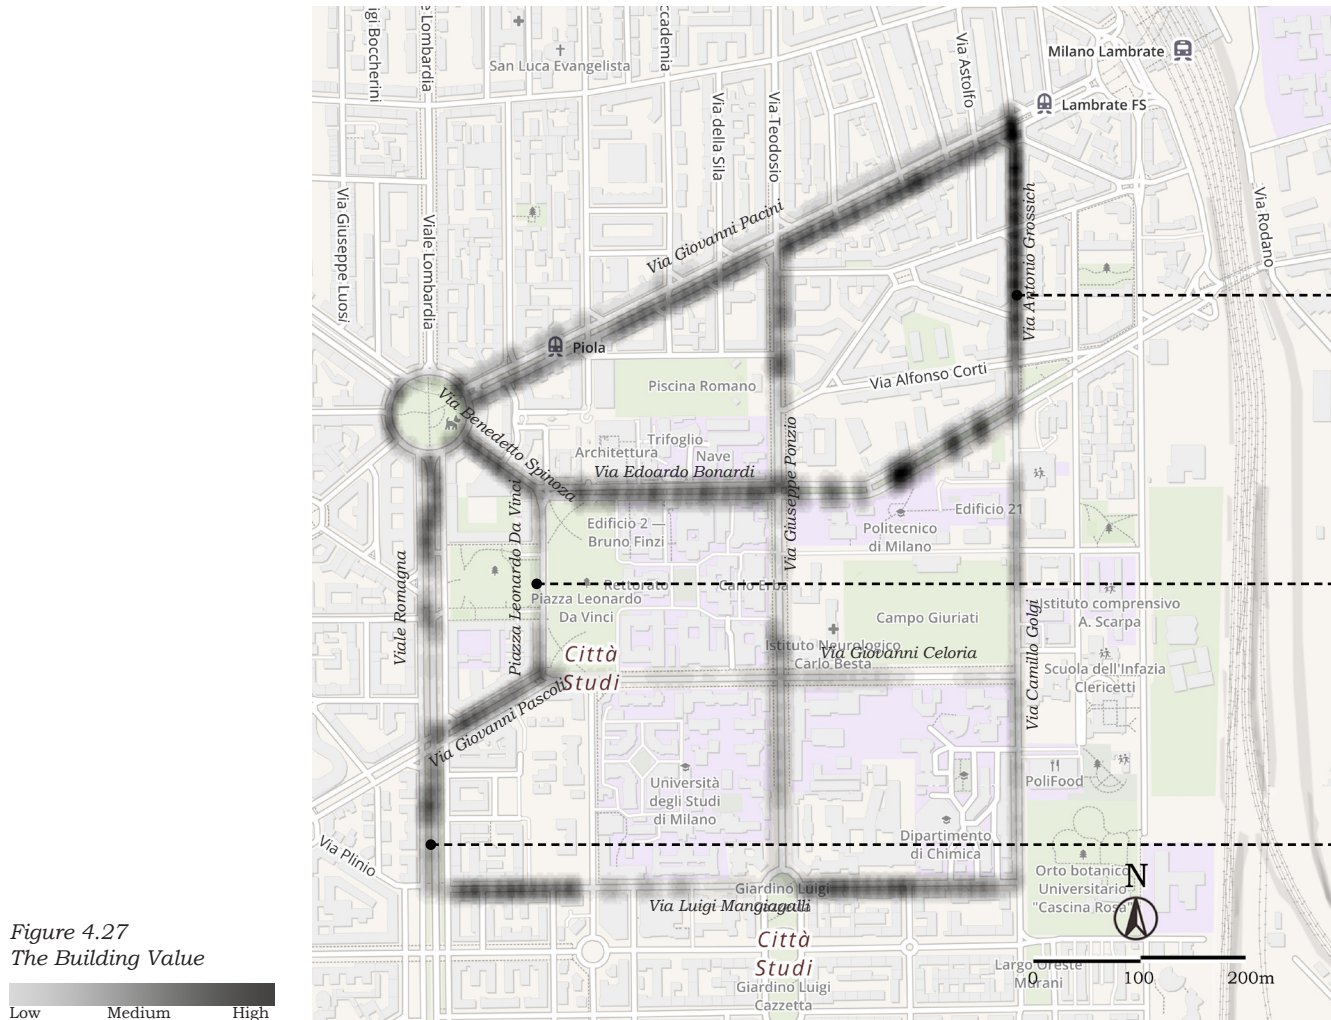 igi Boccherini
e Lombardia
ccademia
San Luca Evangelista
Via Astolfo
Milano Lambrate
Lambrate FS
Via della Sila
Via Teodosio
Via Giuseppe Luosi
Viale Lombardia
Via Giovanni Pacini
Via Antonio Grossich
Via Rodano
Piola
Piscina Romano
Via Alfonso Corti
Via Benedetto Spinoza
Trifoglio
Architettura
Nave
Via Edoardo Bonardi
Via Giuseppe Ponzio
Edificio 2 —
Bruno Finzi
Politecnico
di Milano
Edificio 21
Viale Romagna
Piazza Leonardo Da Vinci
Rettorato
Carlo Erba
Piazza Leonardo
Da Vinci
Campo Giuriati
Istituto comprensivo
A. Scarpa
Istituto Neurologico
Carlo Besta
Via Giovanni Celoria
Via Camillo Golgi
Scuola dell'Infazia
Clericetti
Città
Studi
Via Giovanni Pascoli
Università
degli Studi
di Milano
PoliFood
Via Plinio
Dipartimento
di Chimica
Orto botanico
Universitario
"Cascina Rosa"
N
Giardino Luigi
Via Luigi Mangiagalli
Città
Studi
Giardino Luigi
Cazzetta
Largo Oreste
Murani
0 100 200m
Figure 4.27
The Building Value
Low Medium High